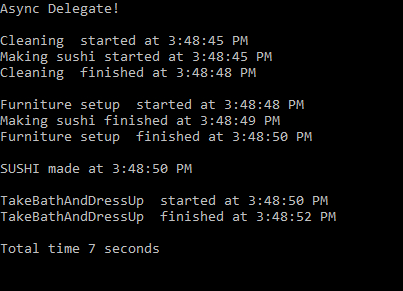 Async Delegate!
Cleaning  started at 3:48:45 PM
Making sushi started at 3:48:45 PM
Cleaning  finished at 3:48:48 PM
Furniture setup  started at 3:48:48 PM
Making sushi finished at 3:48:49 PM
Furniture setup  finished at 3:48:50 PM
SUSHI made at 3:48:50 PM
TakeBathAndDressUp  started at 3:48:50 PM
TakeBathAndDressUp  finished at 3:48:52 PM
Total time 7 seconds